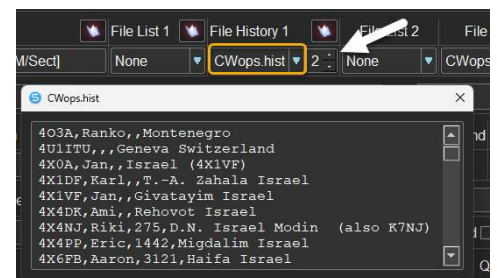 File List 1 File History 1 File List 2 File
M/Sect] None CWops.hist 2 None CWops
CWops.hist
4O3A,Ranko,,Montenegro
4U1ITU,,,Geneva Switzerland
4X0A,Jan,,Israel (4X1VF)
4X1DF,Karl,,T.-A. Zahala Israel
4X1VF,Jan,,Givatayim Israel
4X4DK,Ami,,Rehovot Israel
4X4NJ,Riki,275,D.N. Israel Modin (also K7NJ)
4X4PP,Eric,1442,Migdalim Israel
4X6FB,Aaron,3121,Haifa Israel
nd
d
Q